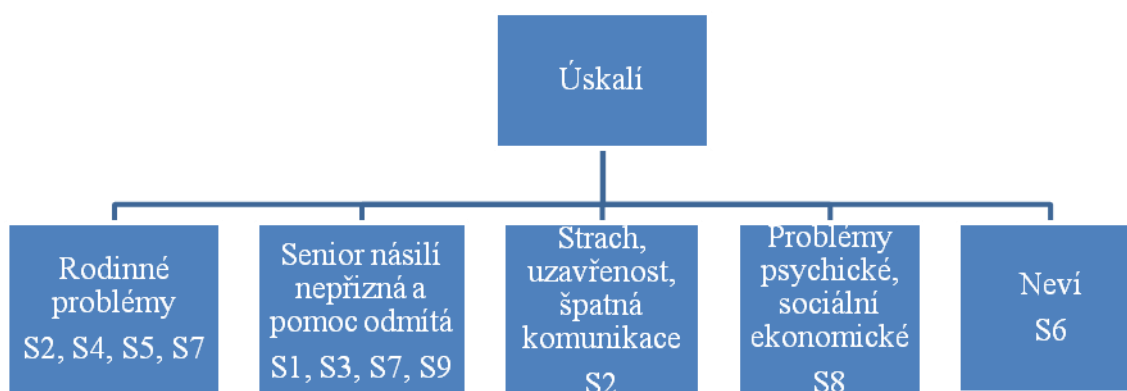 Úskalí
Rodinné
problémy
S2, S4, S5, S7
Senior násilí
nepřizná a
pomoc odmítá
S1, S3, S7, S9
Strach,
uzavřenost,
špatná
komunikace
S2
Problémy
psychické,
sociální
ekonomické
S8
Neví
S6